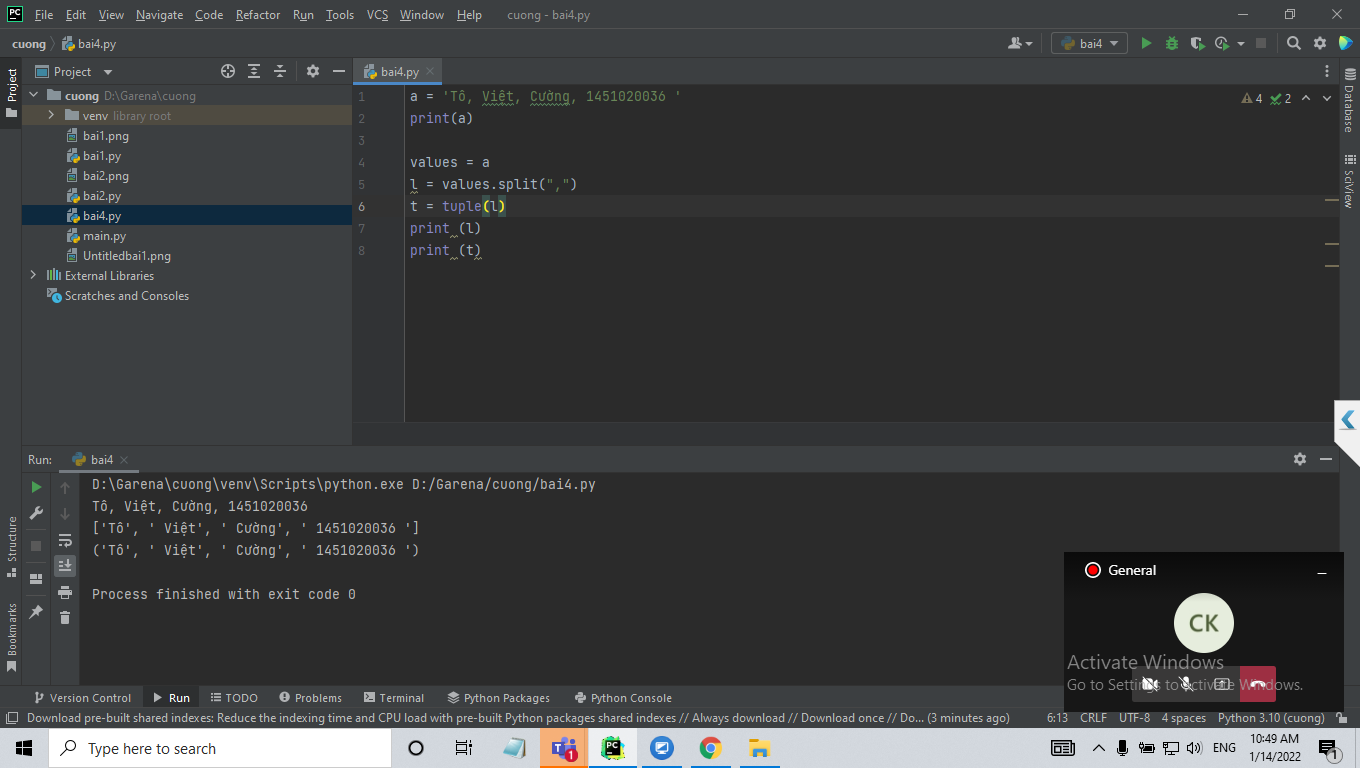 File Edit View Navigate Code Refactor Run Tools VCS Window Help cuong - bai4.py
cuong bai4.py
bai4
Project
bai4.py
Project
cuong D:\Garena\cuong
venv library root
bai1.png
bai1.py
bai2.png
bai2.py
bai4.py
main.py
Untitledbai1.png
External Libraries
Scratches and Consoles
1 a = 'Tô, Việt, Cường, 1451020036 '
2 print(a)
3
4 values = a
5 l = values.split(",")
6 t = tuple(l)
7 print (l)
8 print (t)
4 2
Database
SciView
Run: bai4
D:\Garena\cuong\venv\Scripts\python.exe D:/Garena/cuong/bai4.py
Tô, Việt, Cường, 1451020036
['Tô', ' Việt', ' Cường', ' 1451020036 ']
('Tô', ' Việt', ' Cường', ' 1451020036 ')
Process finished with exit code 0
Structure
Bookmarks
General
CK
Activate Windows
Go to Settings to activate Windows.
Version Control Run TODO Problems Terminal Python Packages Python Console
Download pre-built shared indexes: Reduce the indexing time and CPU load with pre-built Python packages shared indexes // Always download // Download once // Do... (3 minutes ago) 6:13 CRLF UTF-8 4 spaces Python 3.10 (cuong)
Type here to search
1
ENG
10:49 AM
1/14/2022
1